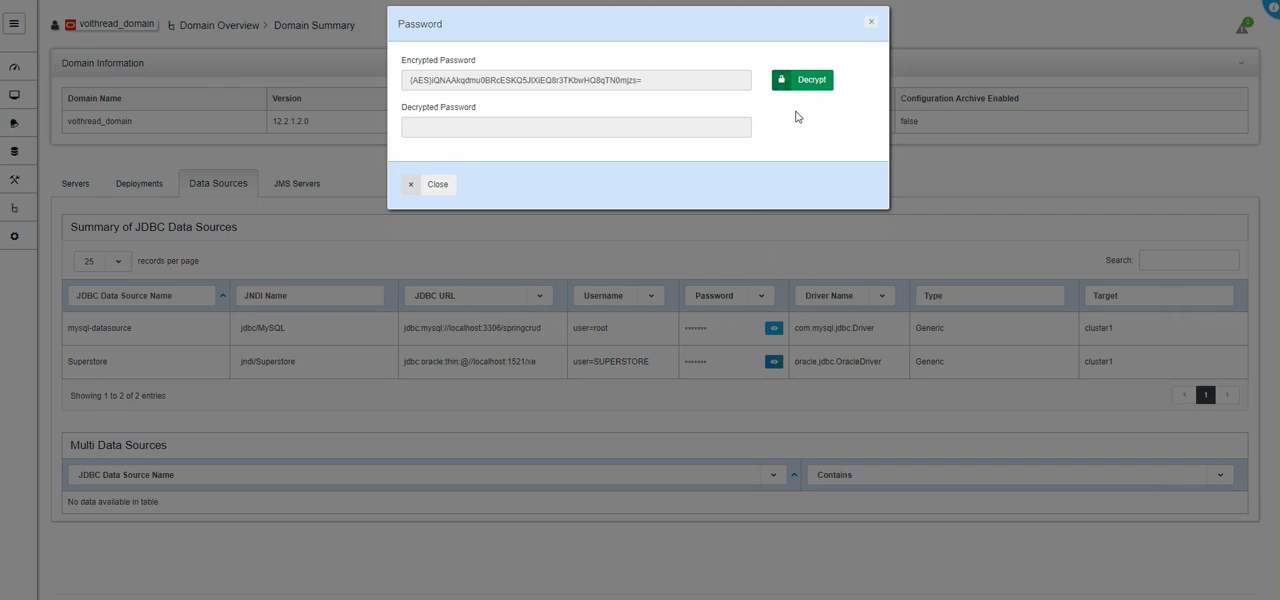 volthread_domain
Domain Overview > Domain Summary
2
Password
×
Encrypted Password
Decrypt
Decrypted Password
× Close
Domain Information
Domain Name Version Configuration Archive Enabled
volthread_domain 12.2.1.2.0 false
Servers Deployments Data Sources JMS Servers
Summary of JDBC Data Sources
25 records per page Search:
JDBC Data Source Name JNDI Name JDBC URL Username Password Driver Name Type Target
mysql-datasource jdbc/MySQL jdbc:mysql://localhost:3306/springcrud user=root ******* com.mysql.jdbc.Driver Generic cluster1
Superstore jndi/Superstore jdbc:oracle:thin:@//localhost:1521/xe user=SUPERSTORE ******* oracle.jdbc.OracleDriver Generic cluster1
Showing 1 to 2 of 2 entries ‹ 1 ›
Multi Data Sources
JDBC Data Source Name Contains
No data available in table